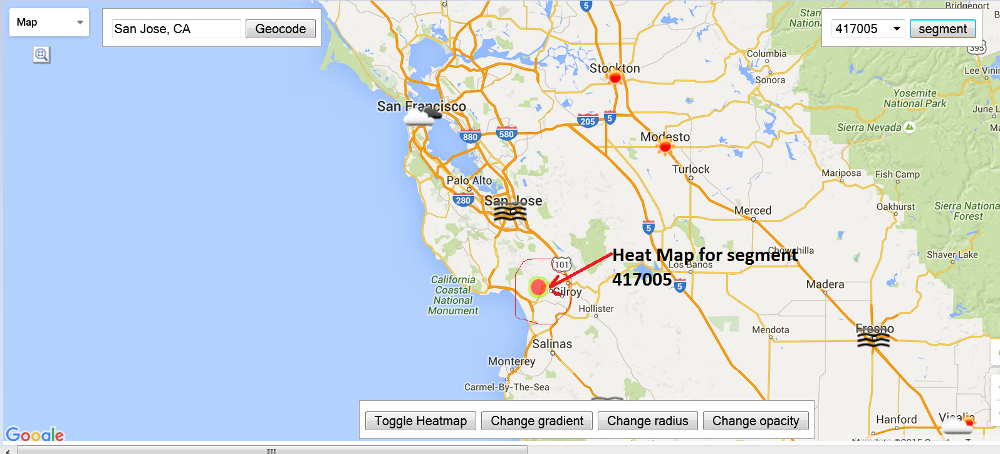 Map
San Jose, CA
Geocode
417005
segment
Bridgeport
395
Lee Vining
5
Stockton
Columbia
Sonora
Yosemite
National Park
June L
San Francisco
205
5
Sierra Nevada
880
580
Modesto
Turlock
Mariposa
Fish Camp
Palo Alto
280
San Jose
Merced
Oakhurst
Sierra Nationa
Forest
5
Heat Map for segment
417005
Chowchilla
Los Banos
Shaver Lake
101
California
Coastal
National
Monument
Gilroy
5
Madera
Hollister
Mendota
Fresno
Salinas
Monterey
Carmel-By-The-Sea
Toggle Heatmap
Change gradient
Change radius
Change opacity
Hanford
Visalia
Google